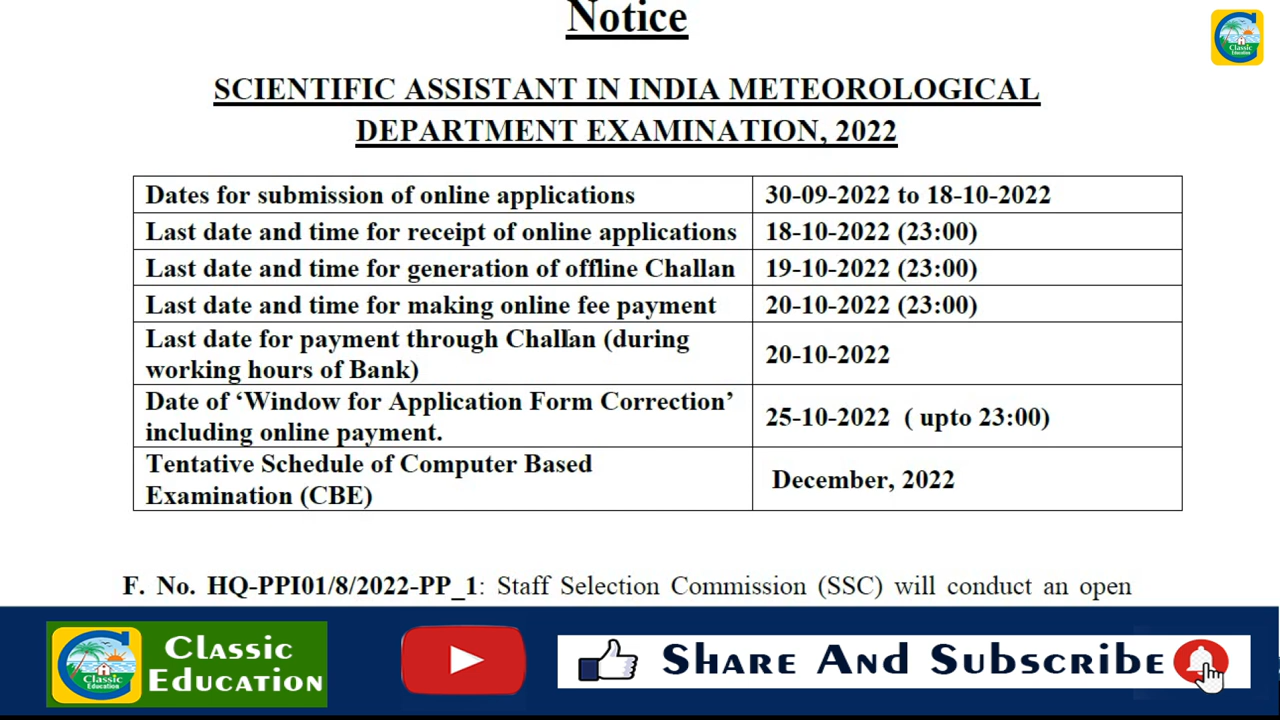 Notice
Classic
Education
SCIENTIFIC ASSISTANT IN INDIA METEOROLOGICAL
DEPARTMENT EXAMINATION, 2022
Dates for submission of online applications 30-09-2022 to 18-10-2022
Last date and time for receipt of online applications 18-10-2022 (23:00)
Last date and time for generation of offline Challan 19-10-2022 (23:00)
Last date and time for making online fee payment 20-10-2022 (23:00)
Last date for payment through Challan (during
working hours of Bank) 20-10-2022
Date of ‘Window for Application Form Correction’
including online payment. 25-10-2022 ( upto 23:00)
Tentative Schedule of Computer Based
Examination (CBE) December, 2022
F. No. HQ-PPI01/8/2022-PP_1: Staff Selection Commission (SSC) will conduct an open
Classic
Education
Classic
Education
Share And Subscribe